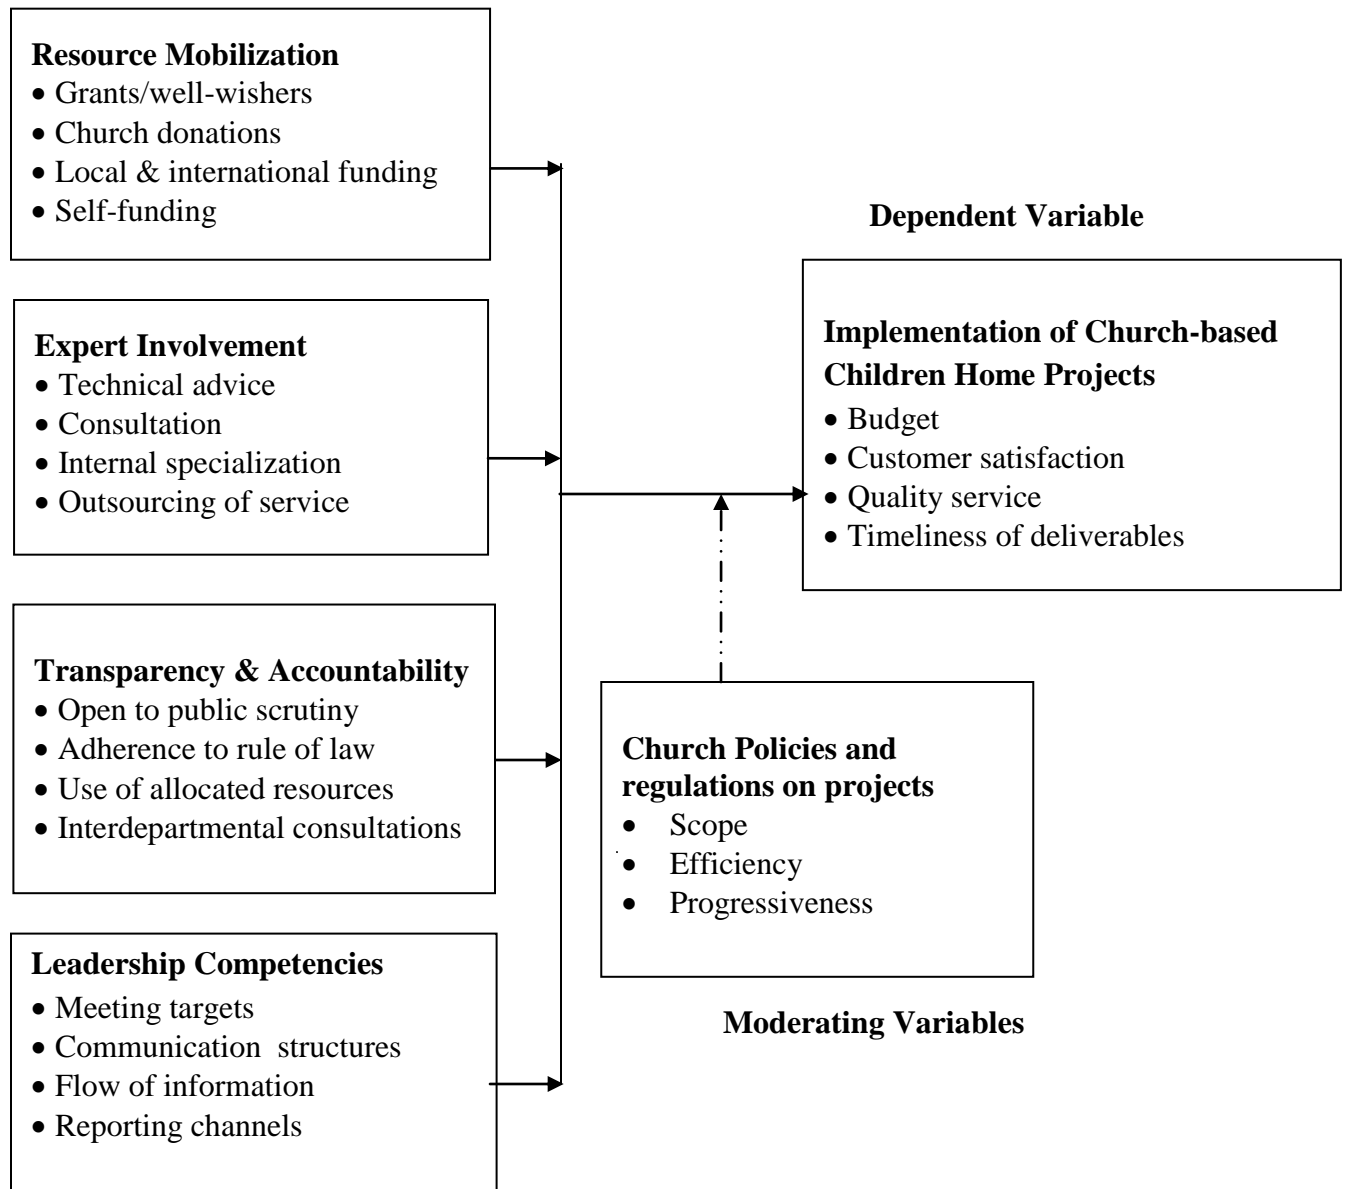 Resource Mobilization
• Grants/well-wishers
• Church donations
• Local & international funding
• Self-funding
Expert Involvement
• Technical advice
• Consultation
• Internal specialization
• Outsourcing of service
Transparency & Accountability
• Open to public scrutiny
• Adherence to rule of law
• Use of allocated resources
• Interdepartmental consultations
Leadership Competencies
• Meeting targets
• Communication structures
• Flow of information
• Reporting channels
Dependent Variable
Implementation of Church-based
Children Home Projects
• Budget
• Customer satisfaction
• Quality service
• Timeliness of deliverables
Church Policies and
regulations on projects
• Scope
• Efficiency
• Progressiveness
Moderating Variables